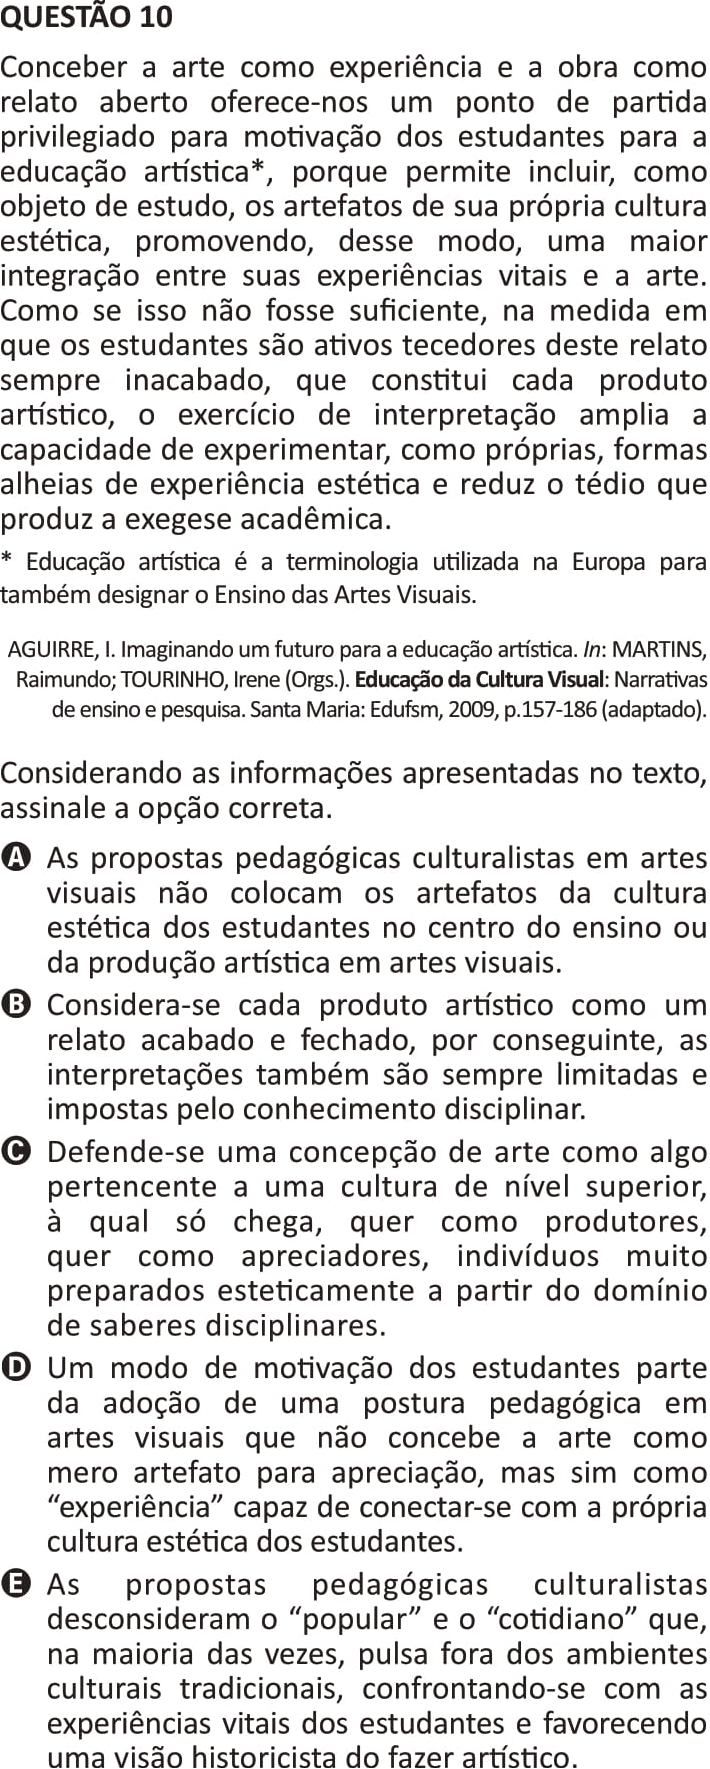 QUESTÃO 10
Conceber a arte como experiência e a obra como
relato aberto oferece-nos um ponto de partida
privilegiado para motivação dos estudantes para a
educação artística*, porque permite incluir, como
objeto de estudo, os artefatos de sua própria cultura
estética, promovendo, desse modo, uma maior
integração entre suas experiências vitais e a arte.
Como se isso não fosse suficiente, na medida em
que os estudantes são ativos tecedores deste relato
sempre inacabado, que constitui cada produto
artístico, o exercício de interpretação amplia a
capacidade de experimentar, como próprias, formas
alheias de experiência estética e reduz o tédio que
produz a exegese acadêmica.
* Educação artística é a terminologia utilizada na Europa para
também designar o Ensino das Artes Visuais.
AGUIRRE, I. Imaginando um futuro para a educação artística. In: MARTINS,
Raimundo; TOURINHO, Irene (Orgs.). Educação da Cultura Visual: Narrativas
de ensino e pesquisa. Santa Maria: Edufsm, 2009, p.157-186 (adaptado).
Considerando as informações apresentadas no texto,
assinale a opção correta.
A As propostas pedagógicas culturalistas em artes
visuais não colocam os artefatos da cultura
estética dos estudantes no centro do ensino ou
da produção artística em artes visuais.
B Considera-se cada produto artístico como um
relato acabado e fechado, por conseguinte, as
interpretações também são sempre limitadas e
impostas pelo conhecimento disciplinar.
C Defende-se uma concepção de arte como algo
pertencente a uma cultura de nível superior,
à qual só chega, quer como produtores,
quer como apreciadores, indivíduos muito
preparados esteticamente a partir do domínio
de saberes disciplinares.
D Um modo de motivação dos estudantes parte
da adoção de uma postura pedagógica em
artes visuais que não concebe a arte como
mero artefato para apreciação, mas sim como
“experiência” capaz de conectar-se com a própria
cultura estética dos estudantes.
E As propostas pedagógicas culturalistas
desconsideram o “popular” e o “cotidiano” que,
na maioria das vezes, pulsa fora dos ambientes
culturais tradicionais, confrontando-se com as
experiências vitais dos estudantes e favorecendo
uma visão historicista do fazer artístico.